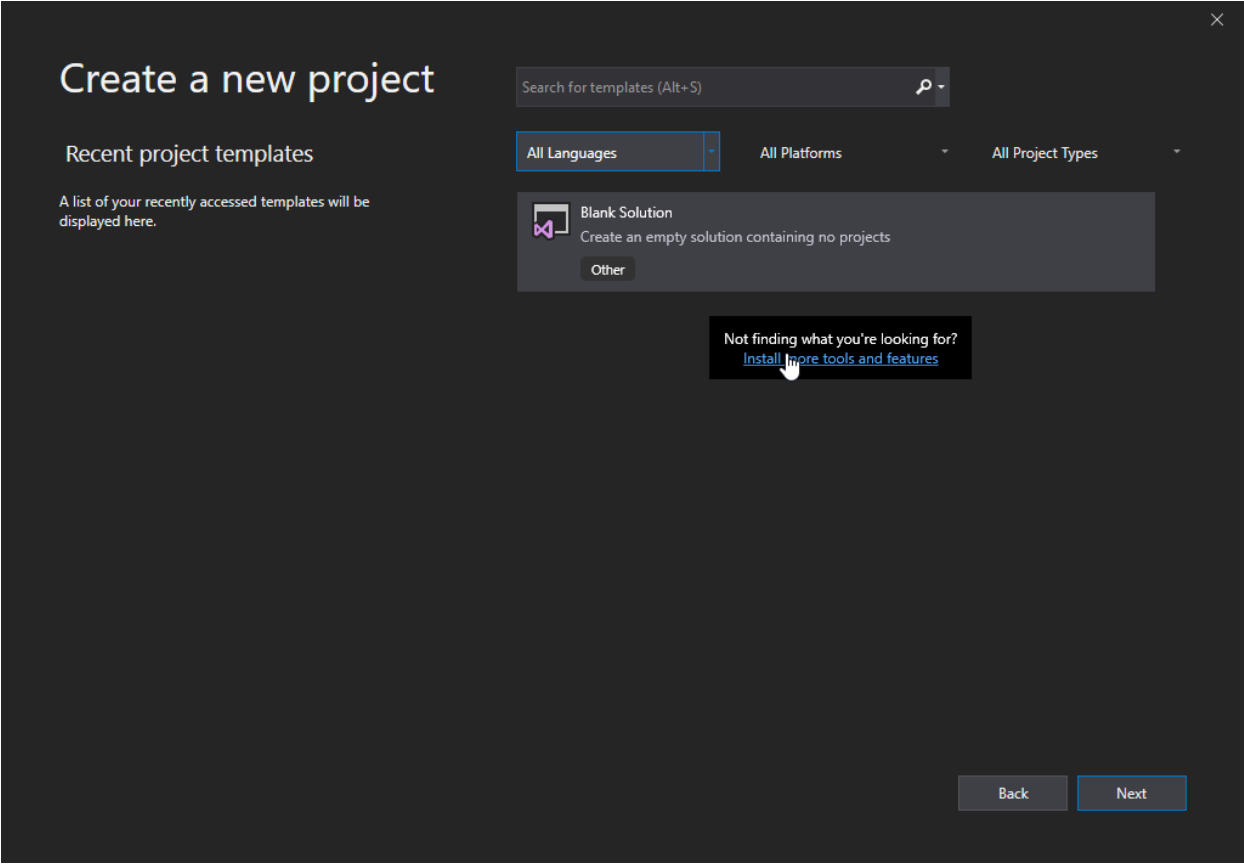 Create a new project
Search for templates (Alt+S)
Recent project templates
All Languages
All Platforms
All Project Types
A list of your recently accessed templates will be
displayed here.
Blank Solution
Create an empty solution containing no projects
Other
Not finding what you're looking for?
Install more tools and features
Back
Next